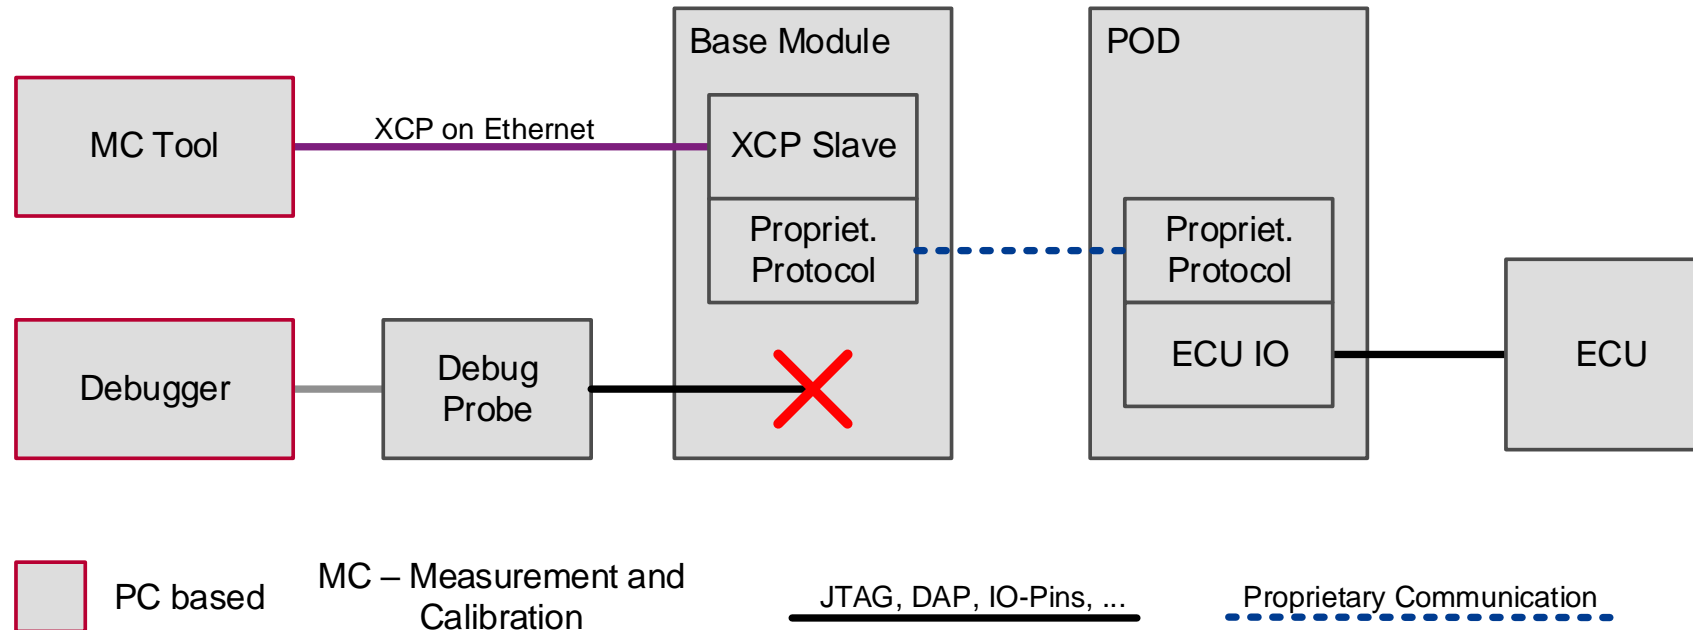 Base Module
POD
MC Tool
XCP on Ethernet
XCP Slave
Propriet.
Protocol
Propriet.
Protocol
ECU IO
ECU
Debugger
Debug
Probe
PC based
MC – Measurement and
Calibration
JTAG, DAP, IO-Pins, ...
Proprietary Communication